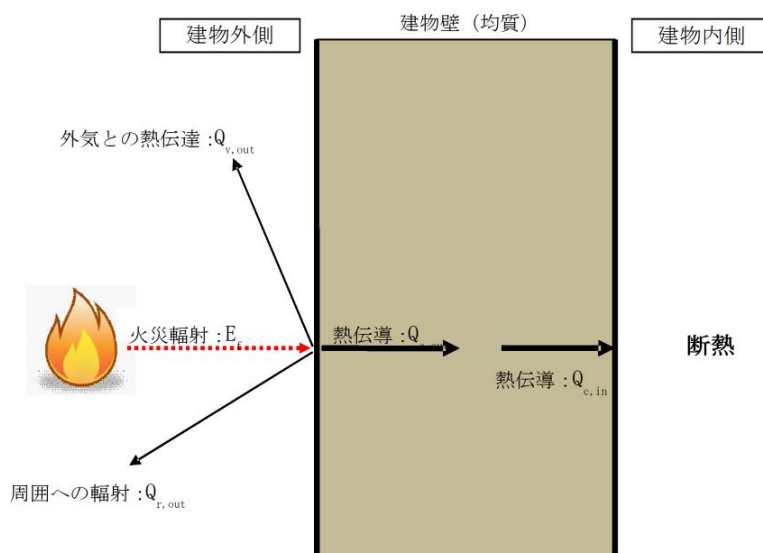 建物外側
建物壁（均質）
建物内側
外気との熱伝達：Q v,out
火災輻射：E f
熱伝導：Q
断熱
熱伝導：Q c,in
周囲への輻射：Q r,out